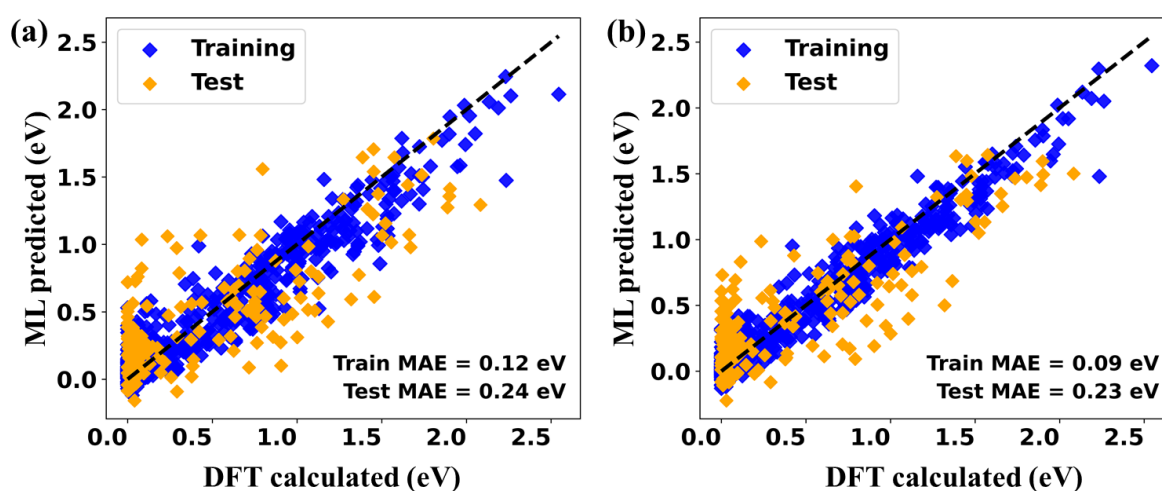 (a)
Training
Test
2.5
2.0
1.5
1.0
0.5
0.0
ML predicted (eV)
Train MAE = 0.12 eV
Test MAE = 0.24 eV
0.0 0.5 1.0 1.5 2.0 2.5
DFT calculated (eV)
(b)
Training
Test
2.5
2.0
1.5
1.0
0.5
0.0
ML predicted (eV)
Train MAE = 0.09 eV
Test MAE = 0.23 eV
0.0 0.5 1.0 1.5 2.0 2.5
DFT calculated (eV)